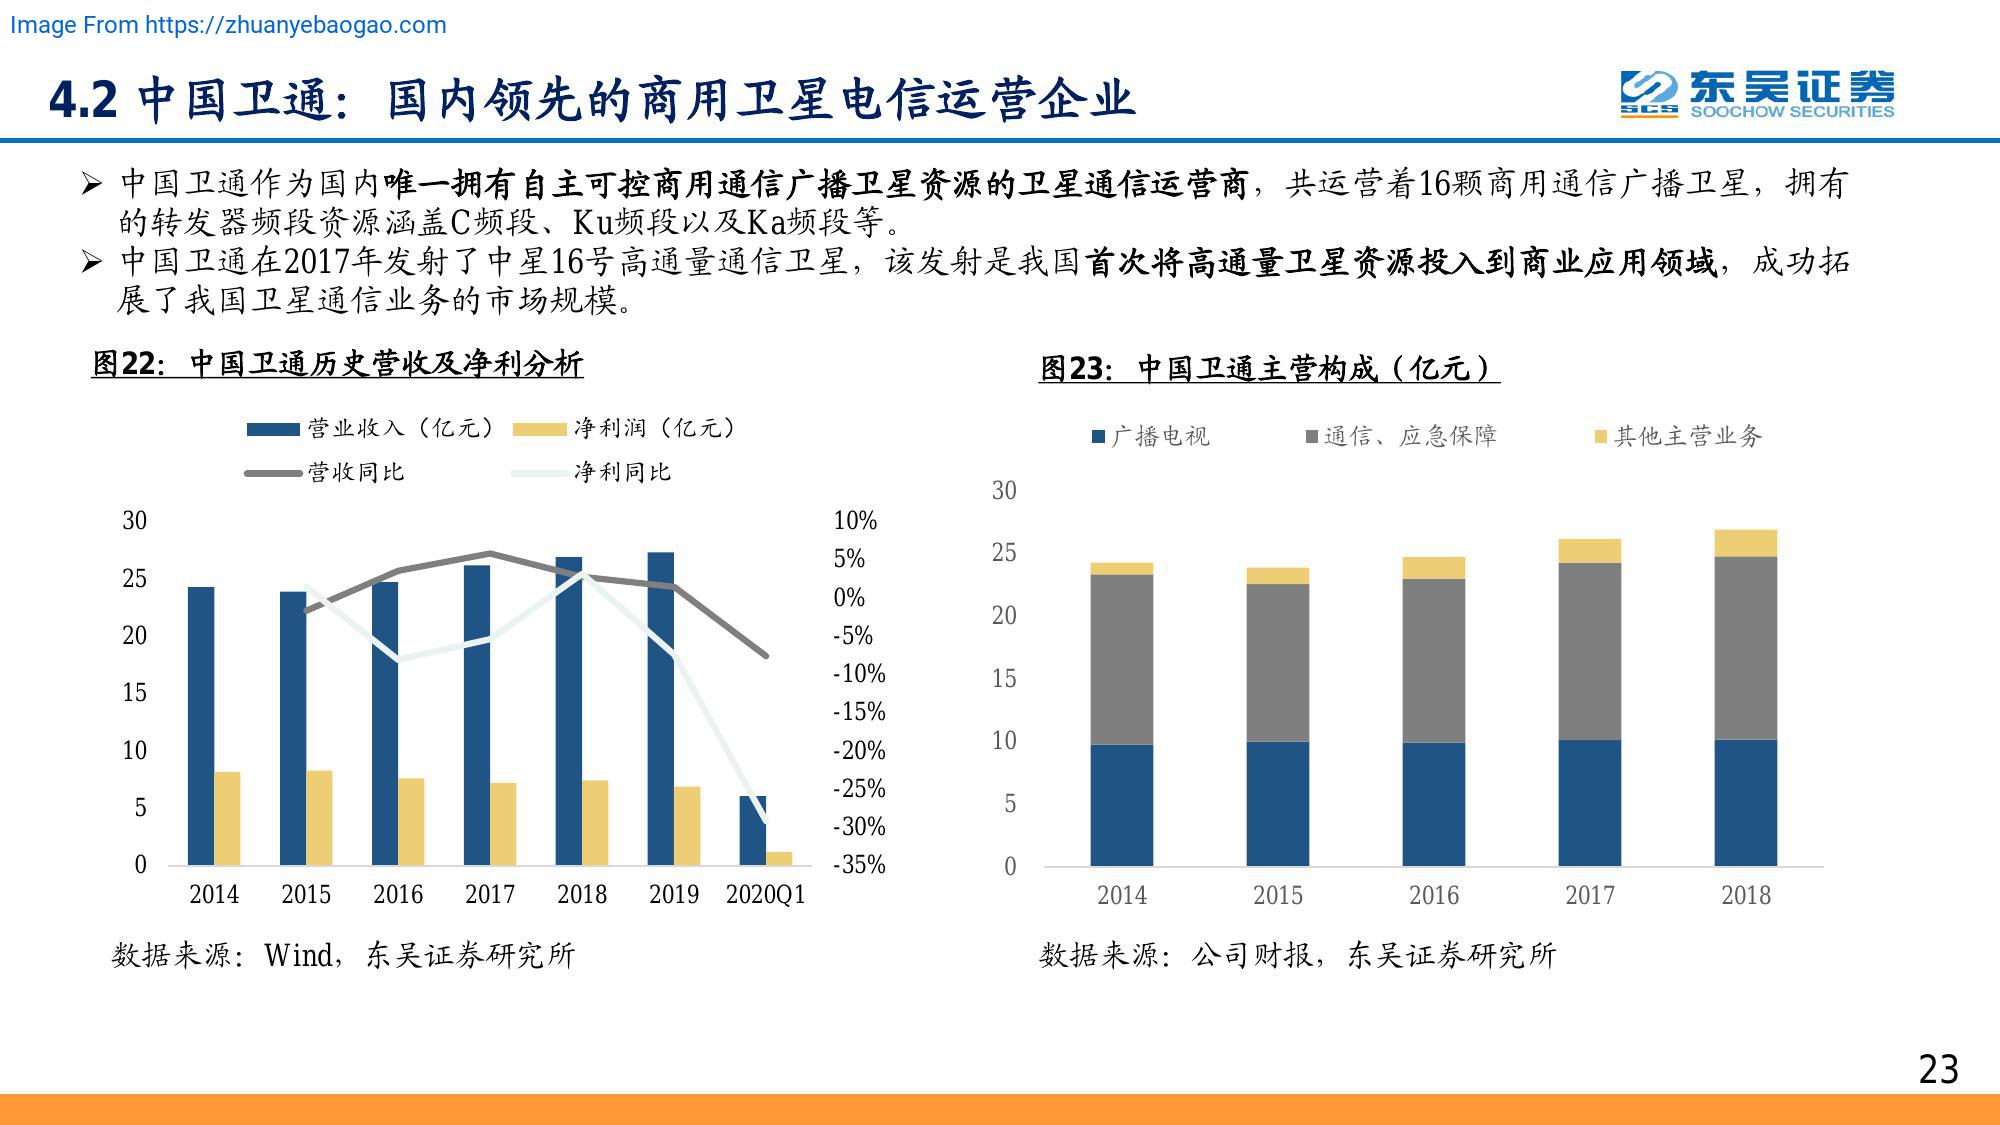 Image From https://zhuanyebaogao.com
4.2 中国卫通：国内领先的商用卫星电信运营企业
东吴证券
SCS
SOOCHOW SECURITIES
➢ 中国卫通作为国内唯一拥有自主可控商用通信广播卫星资源的卫星通信运营商，共运营着16颗商用通信广播卫星，拥有
的转发器频段资源涵盖C频段、Ku频段以及Ka频段等。
➢ 中国卫通在2017年发射了中星16号高通量通信卫星，该发射是我国首次将高通量卫星资源投入到商业应用领域，成功拓
展了我国卫星通信业务的市场规模。
图22：中国卫通历史营收及净利分析
营业收入（亿元） 净利润（亿元）
营收同比 净利同比
30 10%
5%
25
0%
20 -5%
-10%
15
-15%
10 -20%
-25%
5
-30%
0 -35%
2014 2015 2016 2017 2018 2019 2020Q1
数据来源：Wind，东吴证券研究所
图23：中国卫通主营构成（亿元）
广播电视 通信、应急保障 其他主营业务
30
25
20
15
10
5
0
2014 2015 2016 2017 2018
数据来源：公司财报，东吴证券研究所
23